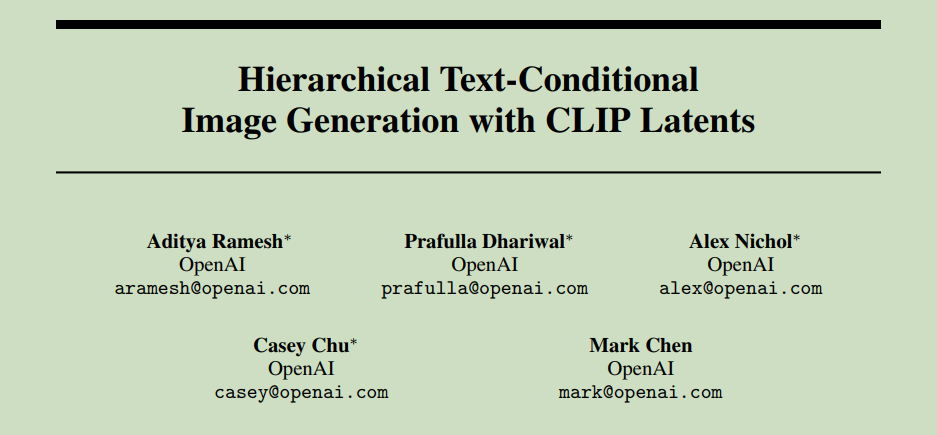 Hierarchical Text-Conditional
Image Generation with CLIP Latents
Aditya Ramesh* Prafulla Dhariwal* Alex Nichol*
OpenAI OpenAI OpenAI
aramesh@openai.com prafulla@openai.com alex@openai.com
Casey Chu* Mark Chen
OpenAI OpenAI
casey@openai.com mark@openai.com